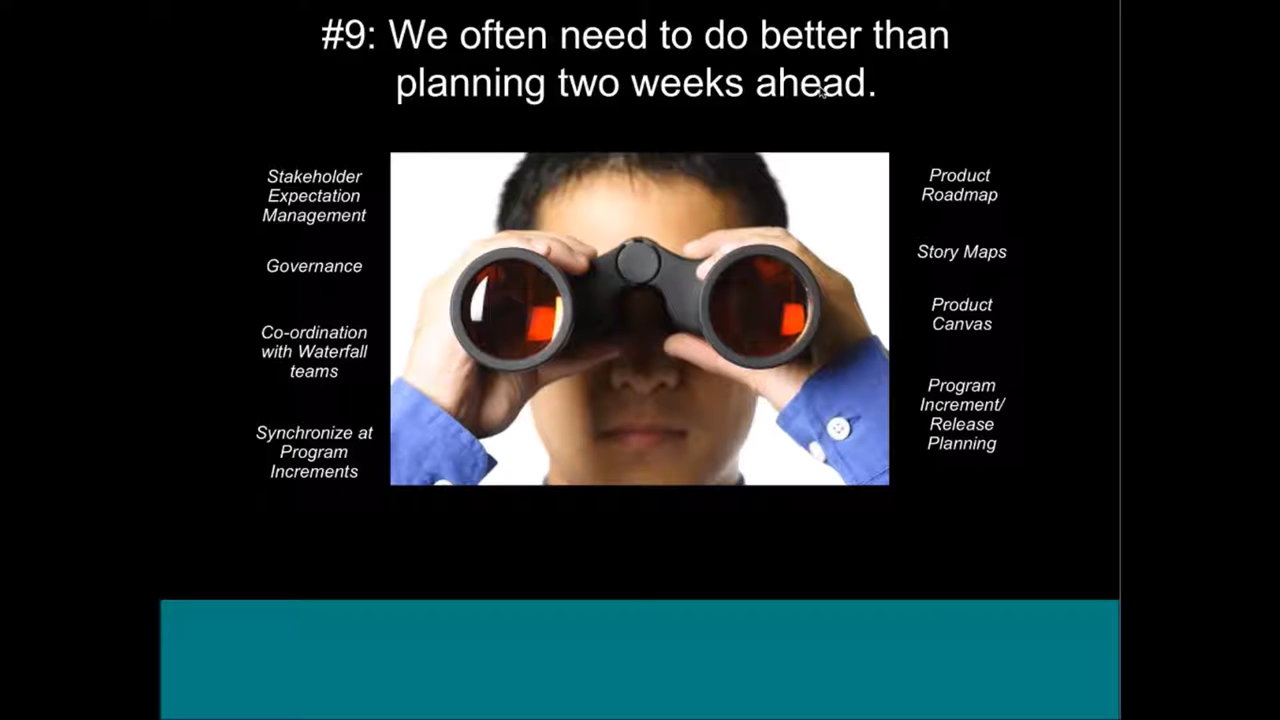 #9: We often need to do better than
planning two weeks ahead.
Stakeholder
Expectation
Management
Governance
Co-ordination
with Waterfall
teams
Synchronize at
Program
Increments
Product
Roadmap
Story Maps
Product
Canvas
Program
Increment/
Release
Planning